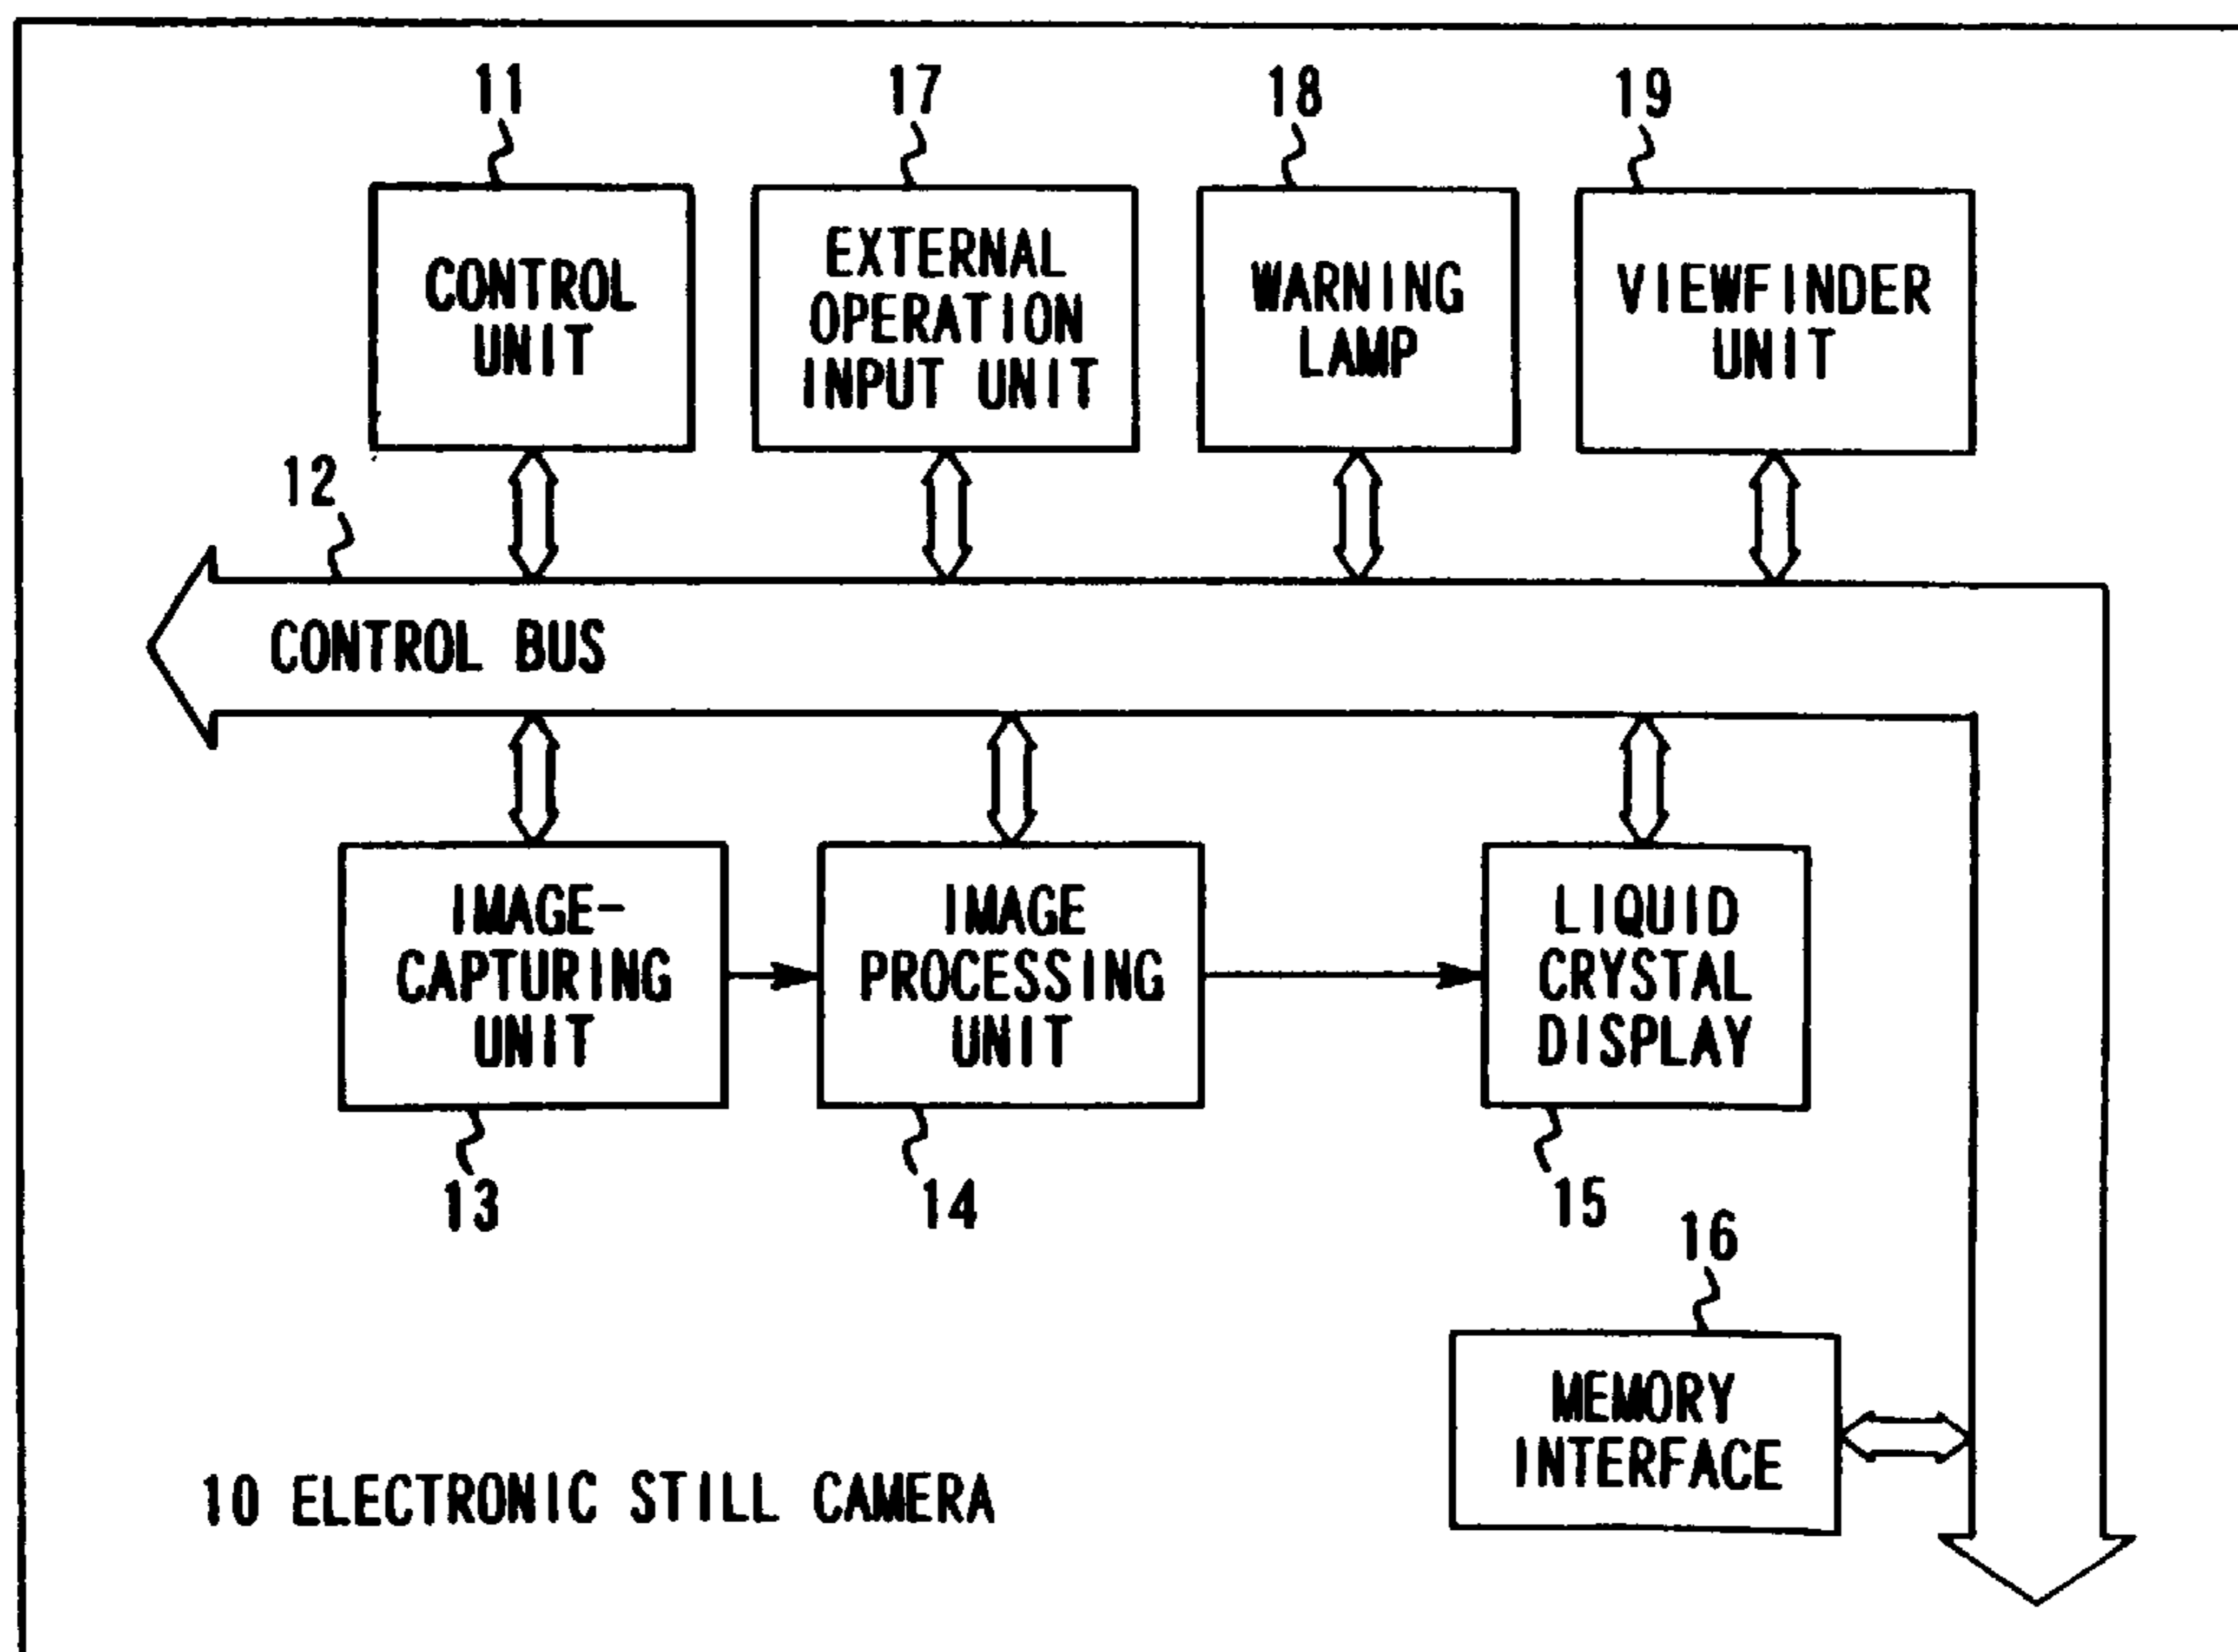 11
17
18
19
CONTROL
UNIT
EXTERNAL
OPERATION
INPUT UNIT
WARNING
LAMP
VIEWFINDER
UNIT
12
CONTROL BUS
IMAGE-
CAPTURING
UNIT
IMAGE
PROCESSING
UNIT
LIQUID
CRYSTAL
DISPLAY
13
14
15
16
MEMORY
INTERFACE
10 ELECTRONIC STILL CAMERA